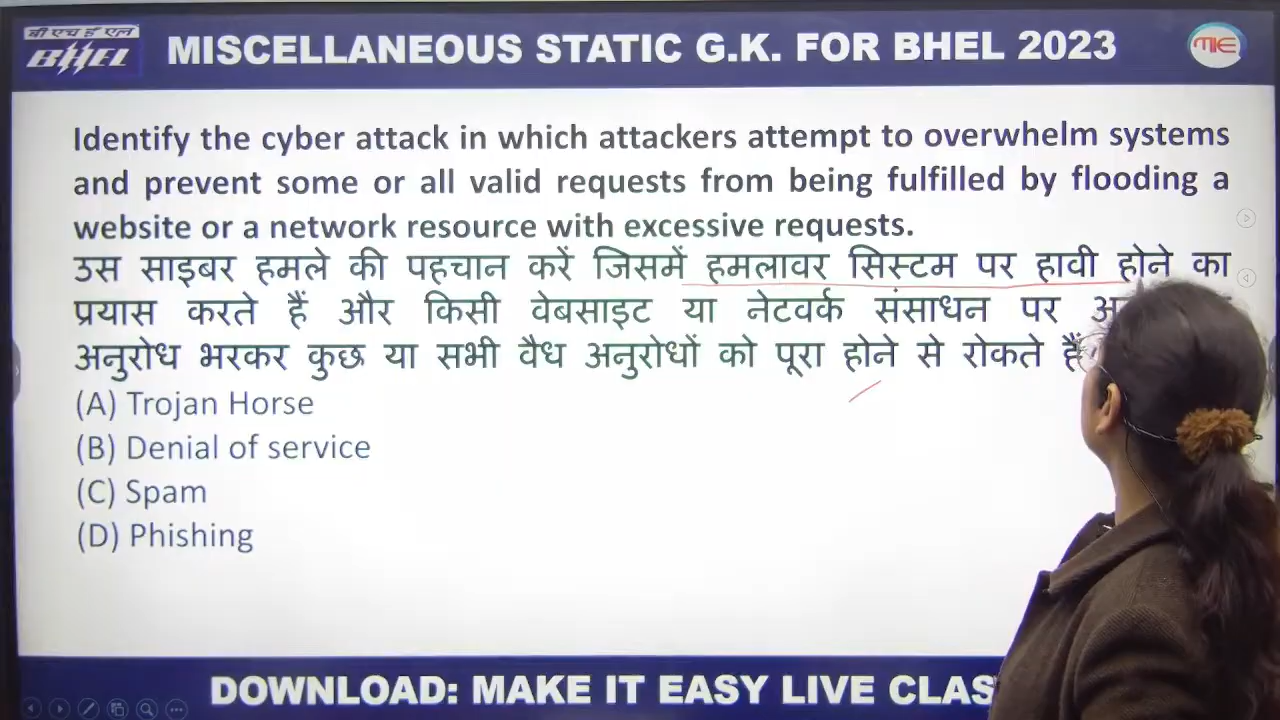 बी एच ई एल
BHEL
MISCELLANEOUS STATIC G.K. FOR BHEL 2023
MIE
Identify the cyber attack in which attackers attempt to overwhelm systems
and prevent some or all valid requests from being fulfilled by flooding a
website or a network resource with excessive requests.
उस साइबर हमले की पहचान करें जिसमें हमलावर सिस्टम पर हावी होने का
प्रयास करते हैं और किसी वेबसाइट या नेटवर्क संसाधन पर
अनुरोध भरकर कुछ या सभी वैध अनुरोधों को पूरा होने से रोकते हैं
(A) Trojan Horse
(B) Denial of service
(C) Spam
(D) Phishing
DOWNLOAD: MAKE IT EASY LIVE CLAS